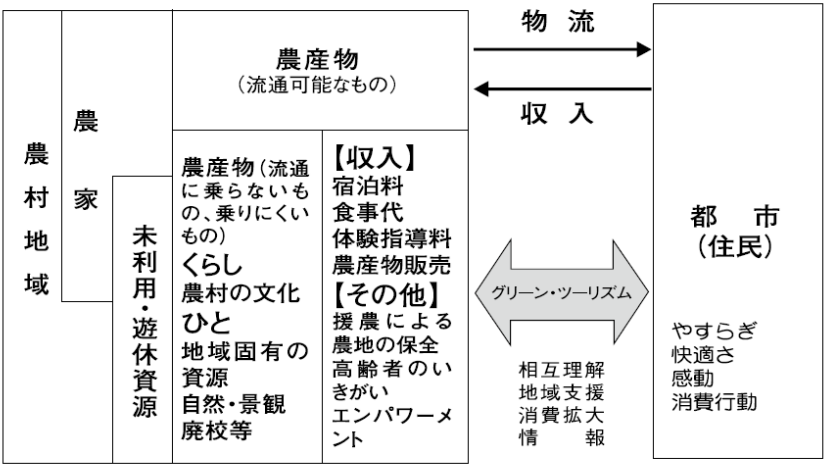 農村地域
農家
未利用・遊休資源
農産物
(流通可能なもの)
農産物(流通
に乗らないも
の、乗りにくい
もの)
くらし
農村の文化
ひと
地域固有の
資源
自然・景観
廃校等
【収入】
宿泊料
食事代
体験指導料
農産物販売
【その他】
援農による
農地の保全
高齢者のい
きがい
エンパワーメ
ント
物流
収入
グリーン・ツーリズム
相互理解
地域支援
消費拡大
情報
都市
(住民)
やすらぎ
快適さ
感動
消費行動